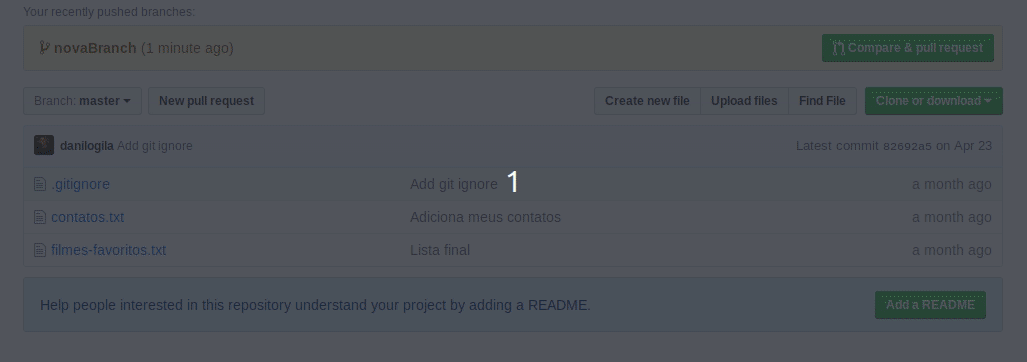 Your recently pushed branches:
novaBranch (1 minute ago) Compare & pull request
Branch: master New pull request Create new file Upload files Find File Clone or download
danilogila Add git ignore Latest commit 82692a5 on Apr 23
.gitignore Add git ignore a month ago
1
contatos.txt Adiciona meus contatos a month ago
filmes-favoritos.txt Lista final a month ago
Help people interested in this repository understand your project by adding a README. Add a README